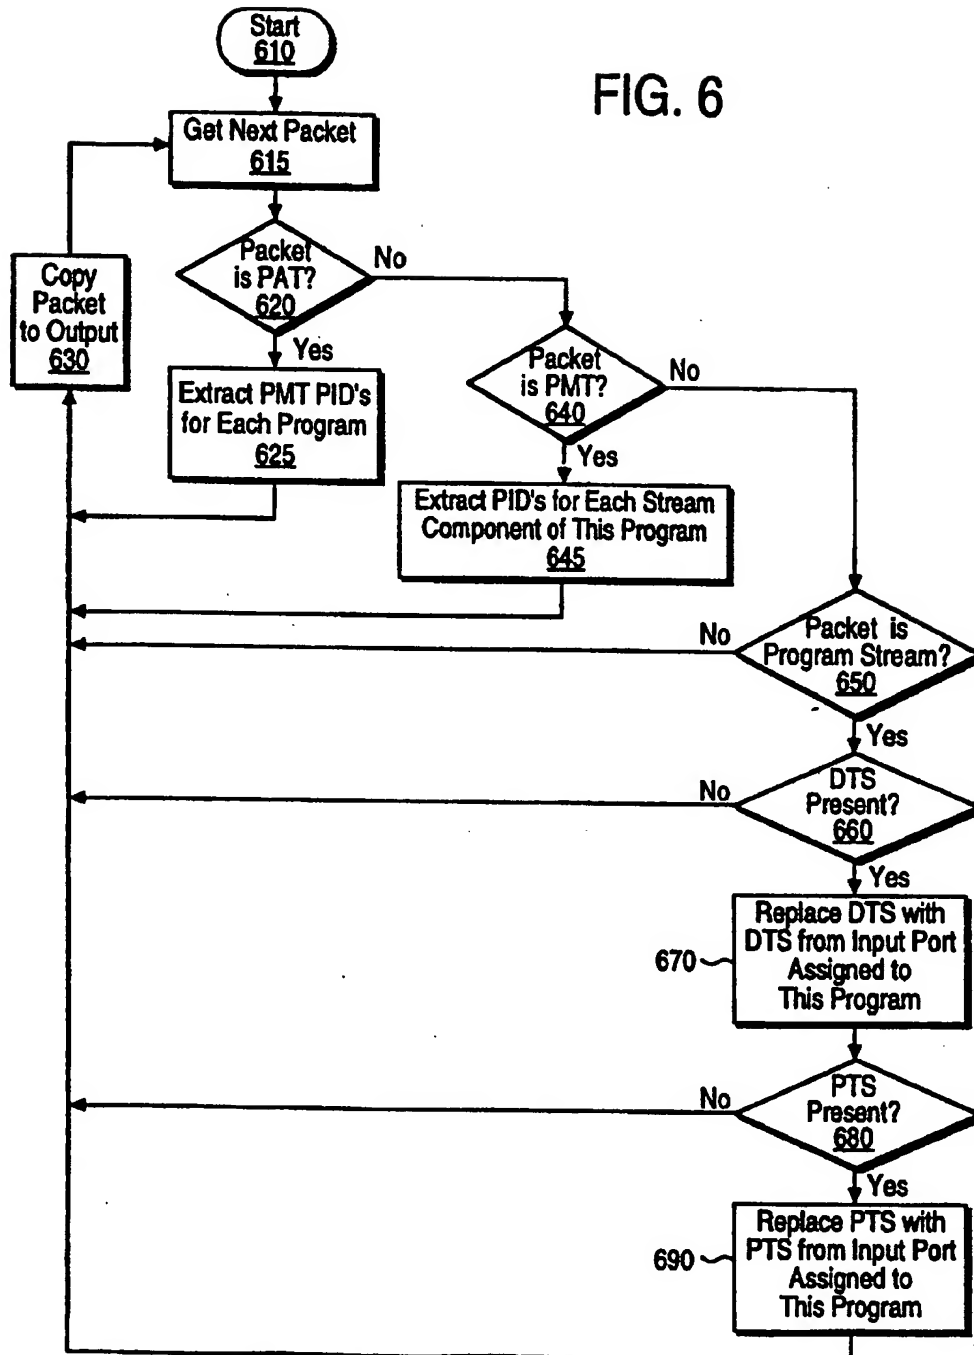 Start
610
FIG. 6
Get Next Packet
615
Packet
is PAT?
620
No
Yes
Copy
Packet
to Output
630
Extract PMT PID's
for Each Program
625
Packet
is PMT?
640
No
Yes
Extract PID's for Each Stream
Component of This Program
645
Packet is
Program Stream?
650
No
Yes
DTS
Present?
660
No
Yes
Replace DTS with
DTS from Input Port
Assigned to
This Program
670
PTS
Present?
680
No
Yes
Replace PTS with
PTS from Input Port
Assigned to
This Program
690